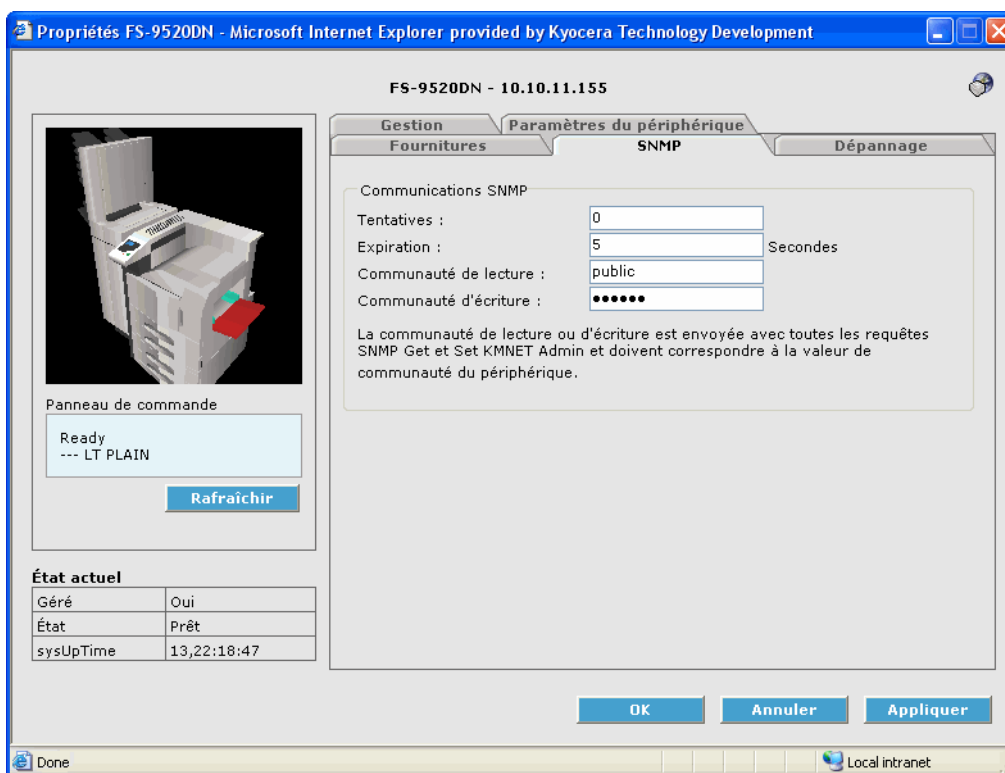 Propriétés FS-9520DN - Microsoft Internet Explorer provided by Kyocera Technology Development
FS-9520DN - 10.10.11.155
Gestion
Paramètres du périphérique
Fournitures
SNMP
Dépannage
Communications SNMP
Tentatives :
0
Expiration :
5
Secondes
Communauté de lecture :
public
Communauté d'écriture :
••••••
La communauté de lecture ou d'écriture est envoyée avec toutes les requêtes
SNMP Get et Set KMNET Admin et doivent correspondre à la valeur de
communauté du périphérique.
Panneau de commande
Ready
--- LT PLAIN
Rafraîchir
État actuel
Géré
Oui
État
Prêt
sysUpTime
13,22:18:47
OK
Annuler
Appliquer
Done
Local intranet